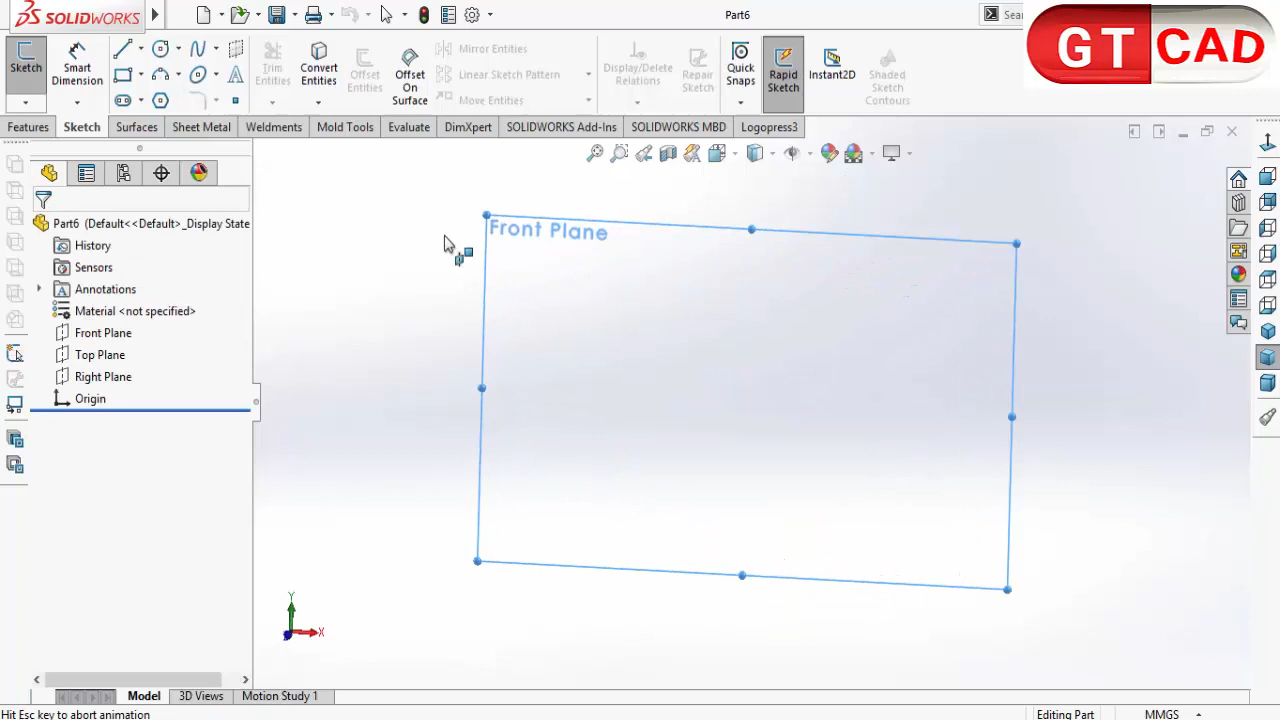 SOLIDWORKS
Part6
Sea
GT CAD
Sketch
Smart Dimension
Trim Entities
Convert Entities
Offset Entities
Offset On Surface
Mirror Entities
Linear Sketch Pattern
Move Entities
Display/Delete Relations
Repair Sketch
Quick Snaps
Rapid Sketch
Instant2D
Shaded Sketch Contours
Features
Sketch
Surfaces
Sheet Metal
Weldments
Mold Tools
Evaluate
DimXpert
SOLIDWORKS Add-Ins
SOLIDWORKS MBD
Logopress3
Part6 (Default<<Default>_Display State
History
Sensors
Annotations
Material <not specified>
Front Plane
Top Plane
Right Plane
Origin
Front Plane
Y
X
Model
3D Views
Motion Study 1
Hit Esc key to abort animation
Editing Part
MMGS